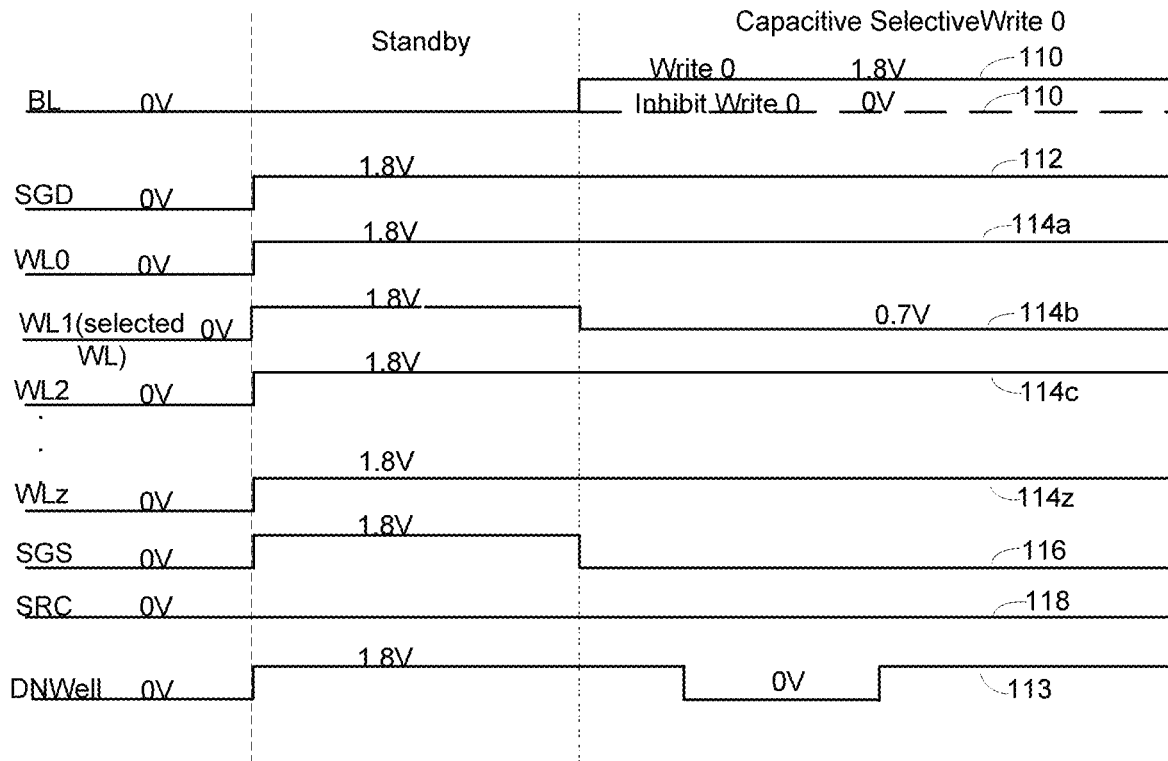 Standby
Capacitive SelectiveWrite 0
Write 0 1.8V 110
BL 0V Inhibit Write 0 0V 110
1.8V 112
SGD 0V
1.8V 114a
WL0 0V
1.8V
WL1(selected 0V 0.7V 114b
WL)
1.8V
WL2 0V 114c
.
.
1.8V
WLz 0V 114z
1.8V
SGS 0V 116
SRC 0V 118
1.8V
DNWell 0V 0V 113